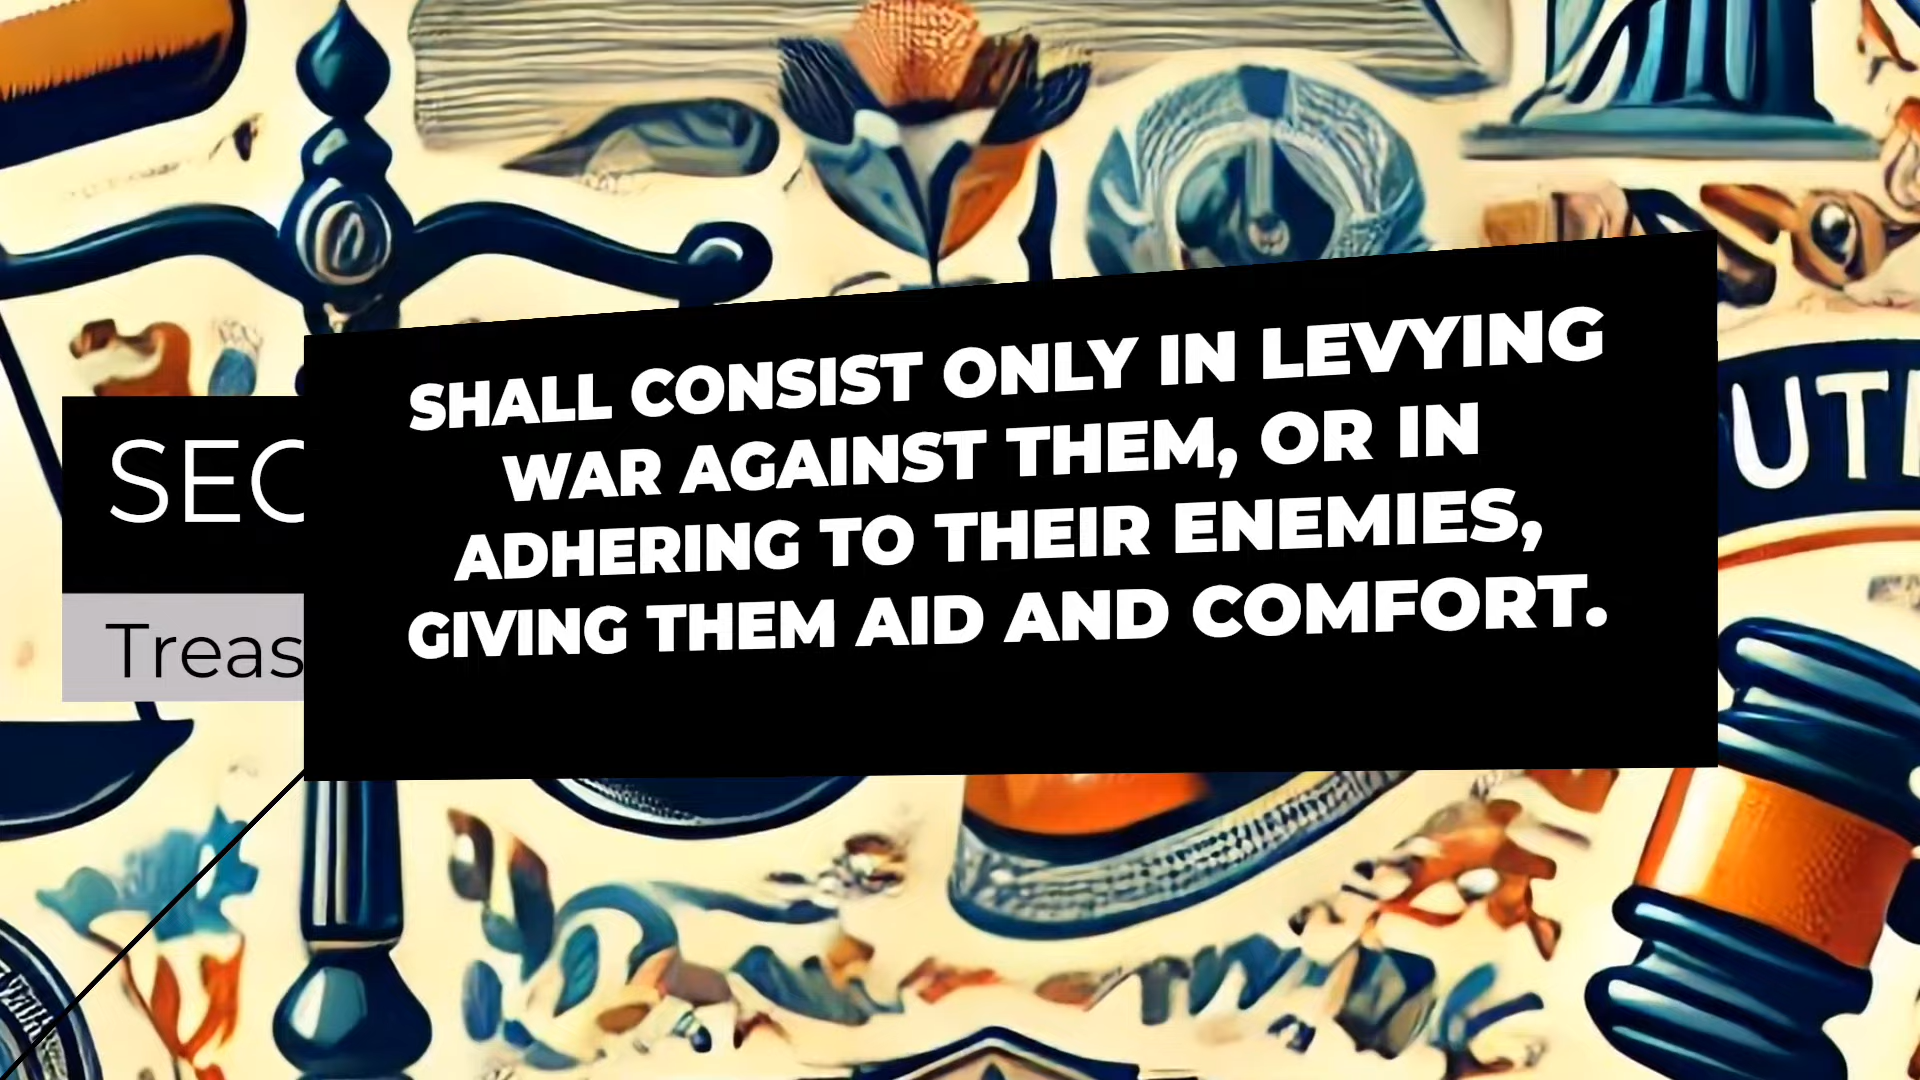 SHALL CONSIST ONLY IN LEVYING
WAR AGAINST THEM, OR IN
ADHERING TO THEIR ENEMIES,
GIVING THEM AID AND COMFORT.
SEC
Treas
UT